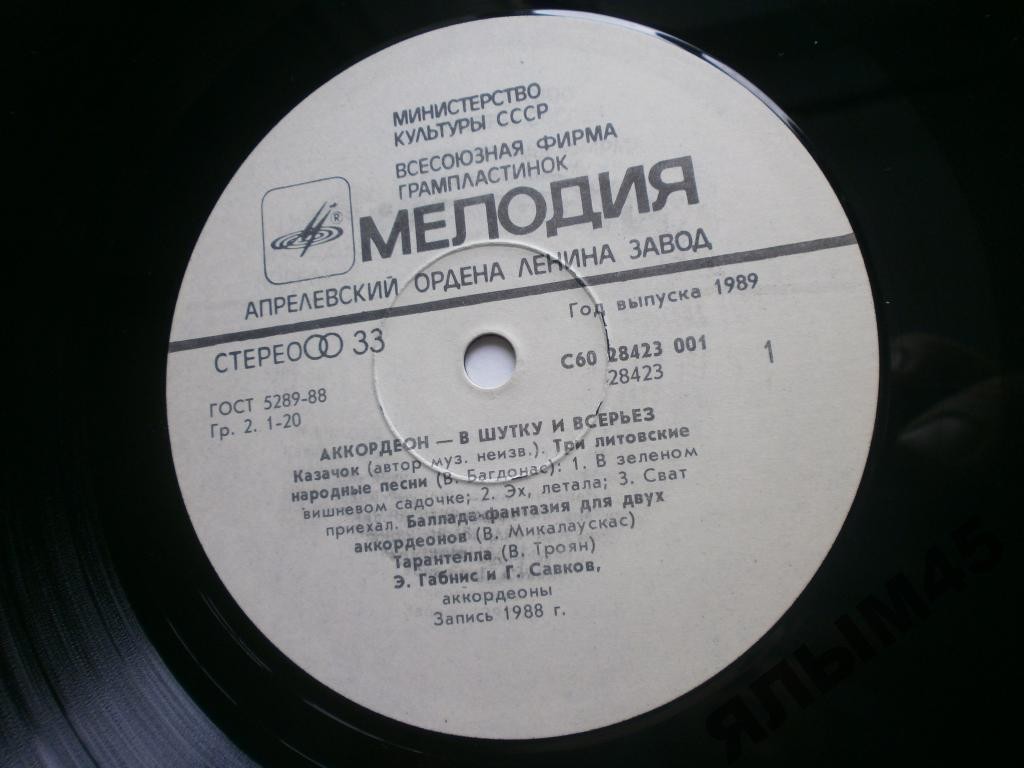 МИНИСТЕРСТВО
КУЛЬТУРЫ СССР
ВСЕСОЮЗНАЯ ФИРМА
ГРАМПЛАСТИНОК
®
МЕЛОДИЯ
АПРЕЛЕВСКИЙ ОРДЕНА ЛЕНИНА ЗАВОД
СТЕРЕО 33
Год выпуска 1989
ГОСТ 5289-88
Гр. 2. 1-20
С60 28423 001
28423
1
АККОРДЕОН — В ШУТКУ И ВСЕРЬЕЗ
Казачок (автор муз. неизв.). Три литовские
народные песни (В. Багдонас): 1. В зеленом
вишневом садочке; 2. Эх, летала; 3. Сват
приехал. Баллада-фантазия для двух
аккордеонов (В. Микалаускас)
Тарантелла (В. Троян)
Э. Габнис и Г. Савков,
аккордеоны
Запись 1988 г.
ЯЛЫМ45